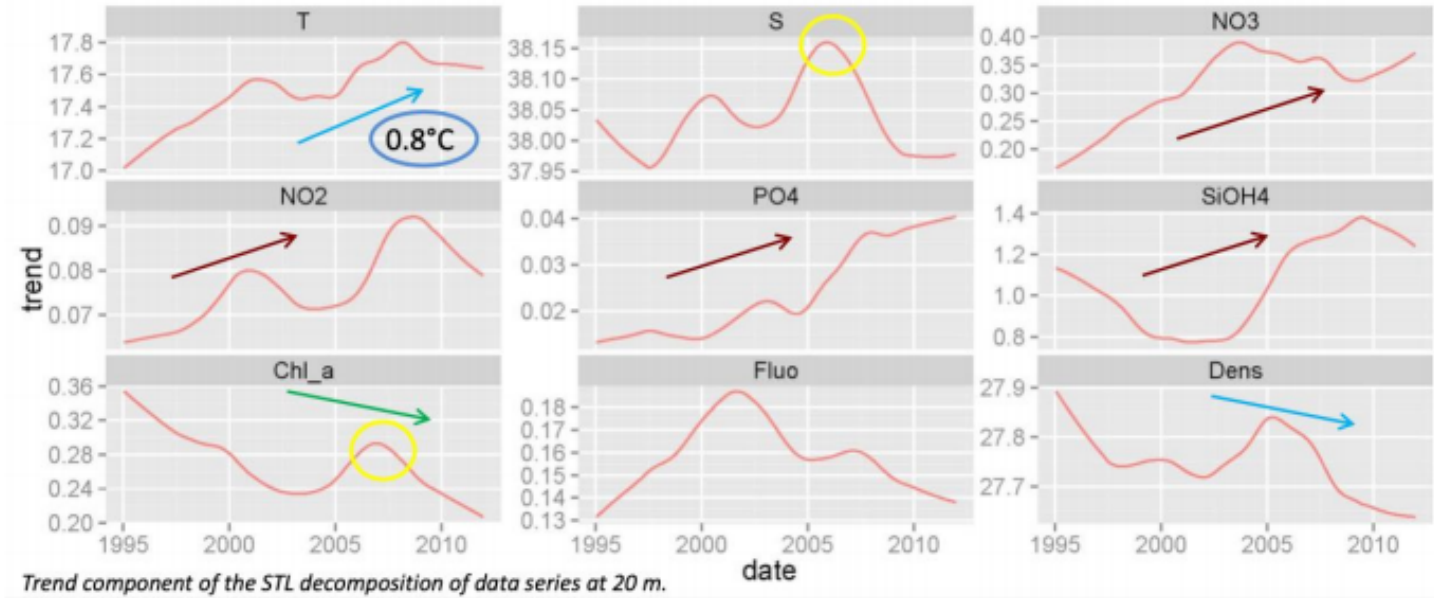 T S NO3
17.8 38.15 0.40
17.6 38.10 0.35
17.4 38.05 0.30
17.2 0.8°C 38.00 0.25
17.0 37.95 0.20
NO2 PO4 SiOH4
0.09 0.04 1.4
0.08 0.03 1.2
0.07 0.02 1.0
0.8
trend
Chl_a Fluo Dens
0.36 0.18 27.9
0.32 0.17 27.8
0.28 0.16 27.7
0.24 0.15
0.20 0.14
0.13
1995 2000 2005 2010 1995 2000 2005 2010 1995 2000 2005 2010
date
Trend component of the STL decomposition of data series at 20 m.